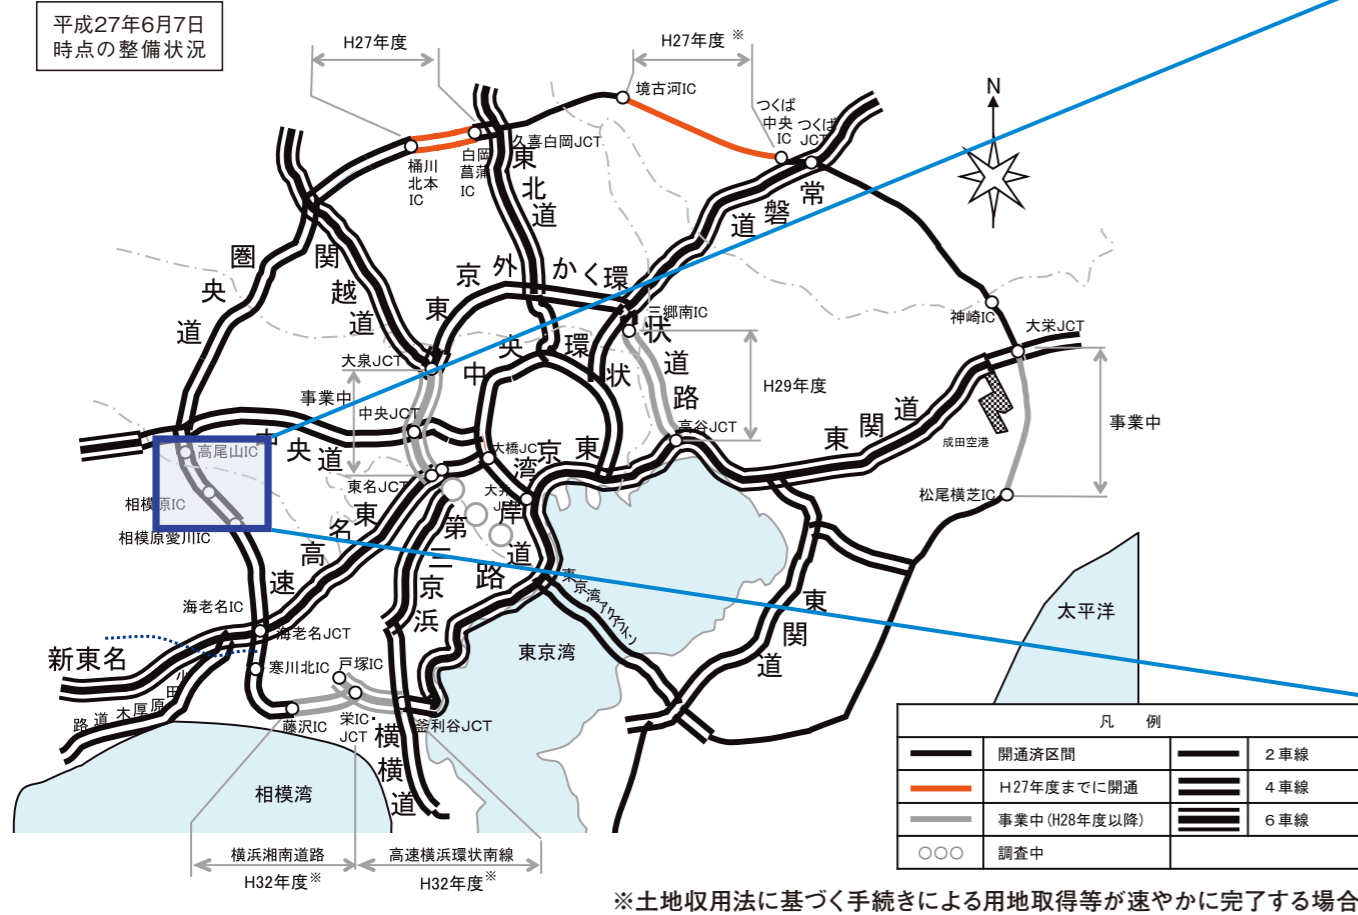 平成27年6月7日
時点の整備状況
H27年度
H27年度 ※
境古河IC
つくば
中央
IC
つくば
JCT
久喜白岡JCT
白岡
菖蒲
IC
桶川
北本
IC
N
東北道
常磐道
圏央道
関越道
東京外かく環状道路
三郷南IC
神崎IC
大栄JCT
大泉JCT
中央環状
H29年度
事業中
中央JCT
事業中
東関道
成田空港
高谷JCT
高尾山IC
中央道
大橋JCT
東京湾岸道路
東名JCT
松尾横芝IC
相模原IC
相模原愛川IC
東名高速
第三京浜
東京湾アクアライン
東関道
太平洋
海老名IC
海老名JCT
新東名
東京湾
寒川北IC
戸塚IC
小田原厚木道路
藤沢IC
栄IC・
JCT
釜利谷JCT
横横道
相模湾
横浜湘南道路
H32年度※
高速横浜環状南線
H32年度※
凡 例
開通済区間
2車線
H27年度までに開通
4車線
事業中(H28年度以降)
6車線
○○○
調査中
※土地収用法に基づく手続きによる用地取得等が速やかに完了する場合